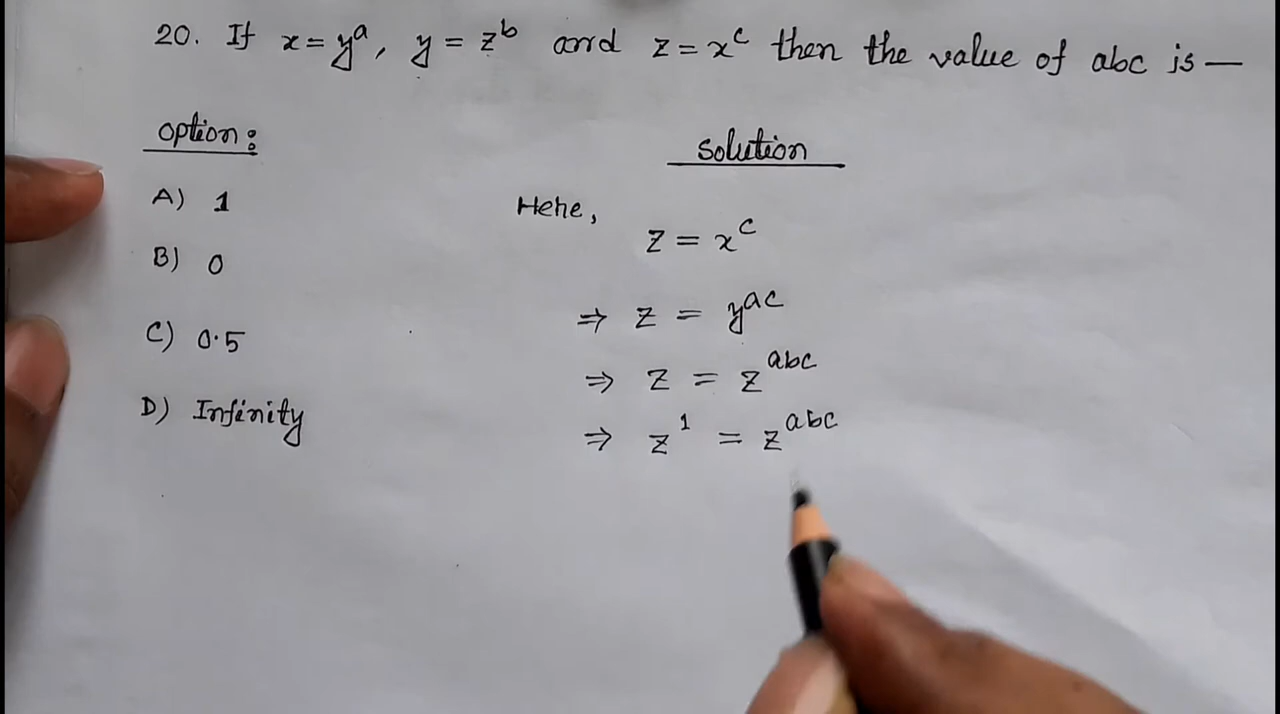 20. If x = y^a, y = z^b and z = x^c then the value of abc is —
Option:
A) 1
B) 0
C) 0.5
D) Infinity
Solution
Hehe,
z = x^c
⇒ z = y^ac
⇒ z = z^abc
⇒ z^1 = z^abc